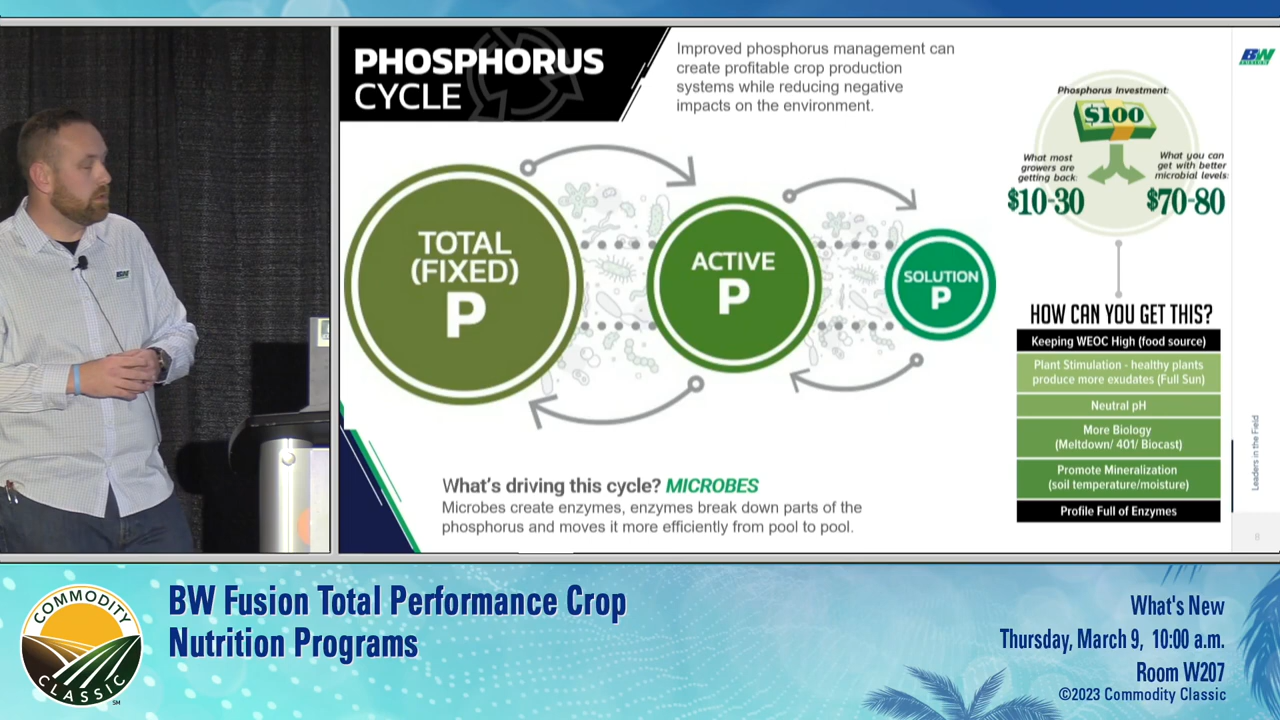 PHOSPHORUS
CYCLE
Improved phosphorus management can
create profitable crop production
systems while reducing negative
impacts on the environment.
BW
FUSION
Phosphorus Investment:
$100
What most
growers are
getting back:
$10-30
What you can
get with better
microbial levels:
$70-80
TOTAL
(FIXED)
P
ACTIVE
P
SOLUTION
P
HOW CAN YOU GET THIS?
Keeping WEOC High (food source)
Plant Stimulation - healthy plants
produce more exudates (Full Sun)
Neutral pH
More Biology
(Meltdown/ 401/ Biocast)
Promote Mineralization
(soil temperature/moisture)
Profile Full of Enzymes
What's driving this cycle? MICROBES
Microbes create enzymes, enzymes break down parts of the
phosphorus and moves it more efficiently from pool to pool.
Leaders in the Field
8
BW
COMMODITY
CLASSIC
SM
BW Fusion Total Performance Crop
Nutrition Programs
What's New
Thursday, March 9, 10:00 a.m.
Room W207
©2023 Commodity Classic